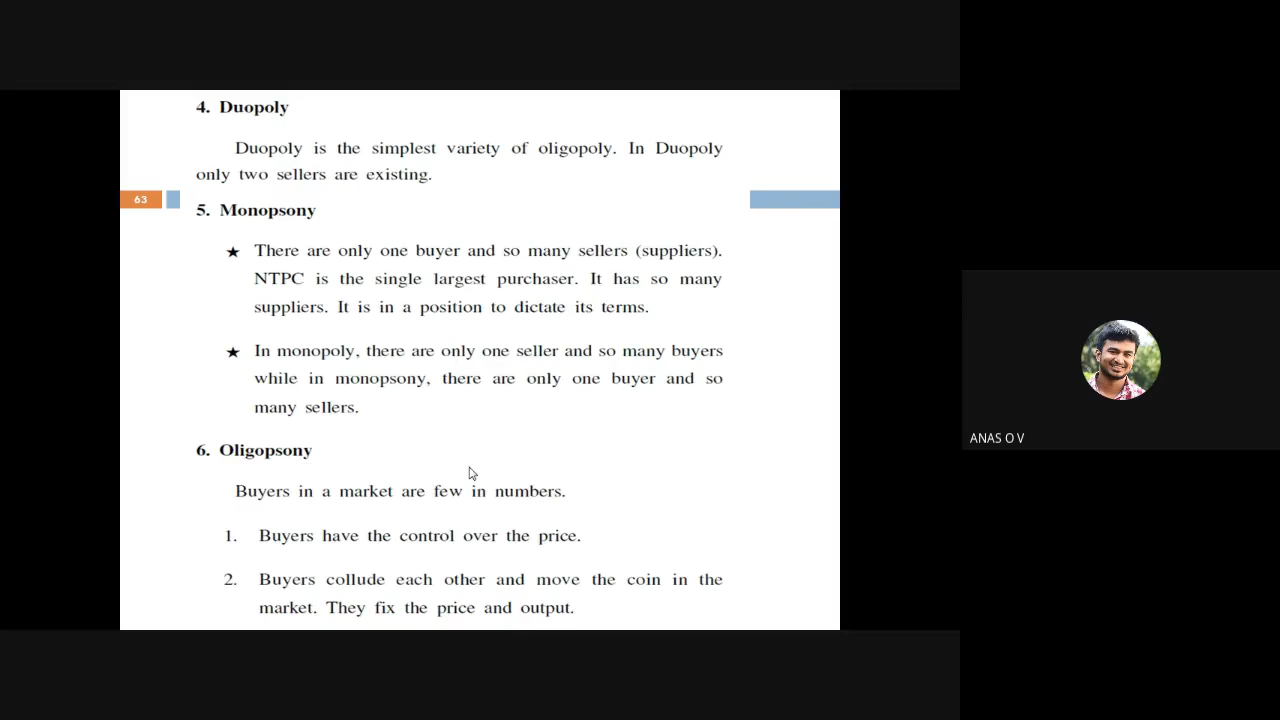 4. Duopoly
Duopoly is the simplest variety of oligopoly. In Duopoly
only two sellers are existing.
63
5. Monopsony
★ There are only one buyer and so many sellers (suppliers).
NTPC is the single largest purchaser. It has so many
suppliers. It is in a position to dictate its terms.
★ In monopoly, there are only one seller and so many buyers
while in monopsony, there are only one buyer and so
many sellers.
6. Oligopsony
Buyers in a market are few in numbers.
1. Buyers have the control over the price.
2. Buyers collude each other and move the coin in the
market. They fix the price and output.
ANAS O V